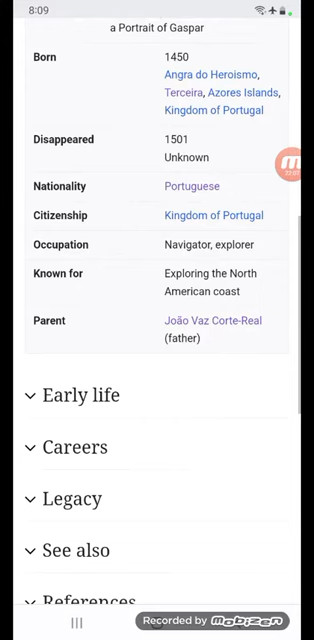 8:09
a Portrait of Gaspar
Born
1450
Angra do Heroismo,
Terceira, Azores Islands,
Kingdom of Portugal
Disappeared
1501
Unknown
Nationality
Portuguese
Citizenship
Kingdom of Portugal
Occupation
Navigator, explorer
Known for
Exploring the North
American coast
Parent
João Vaz Corte-Real
(father)
Early life
Careers
Legacy
See also
References
Recorded by mobizen